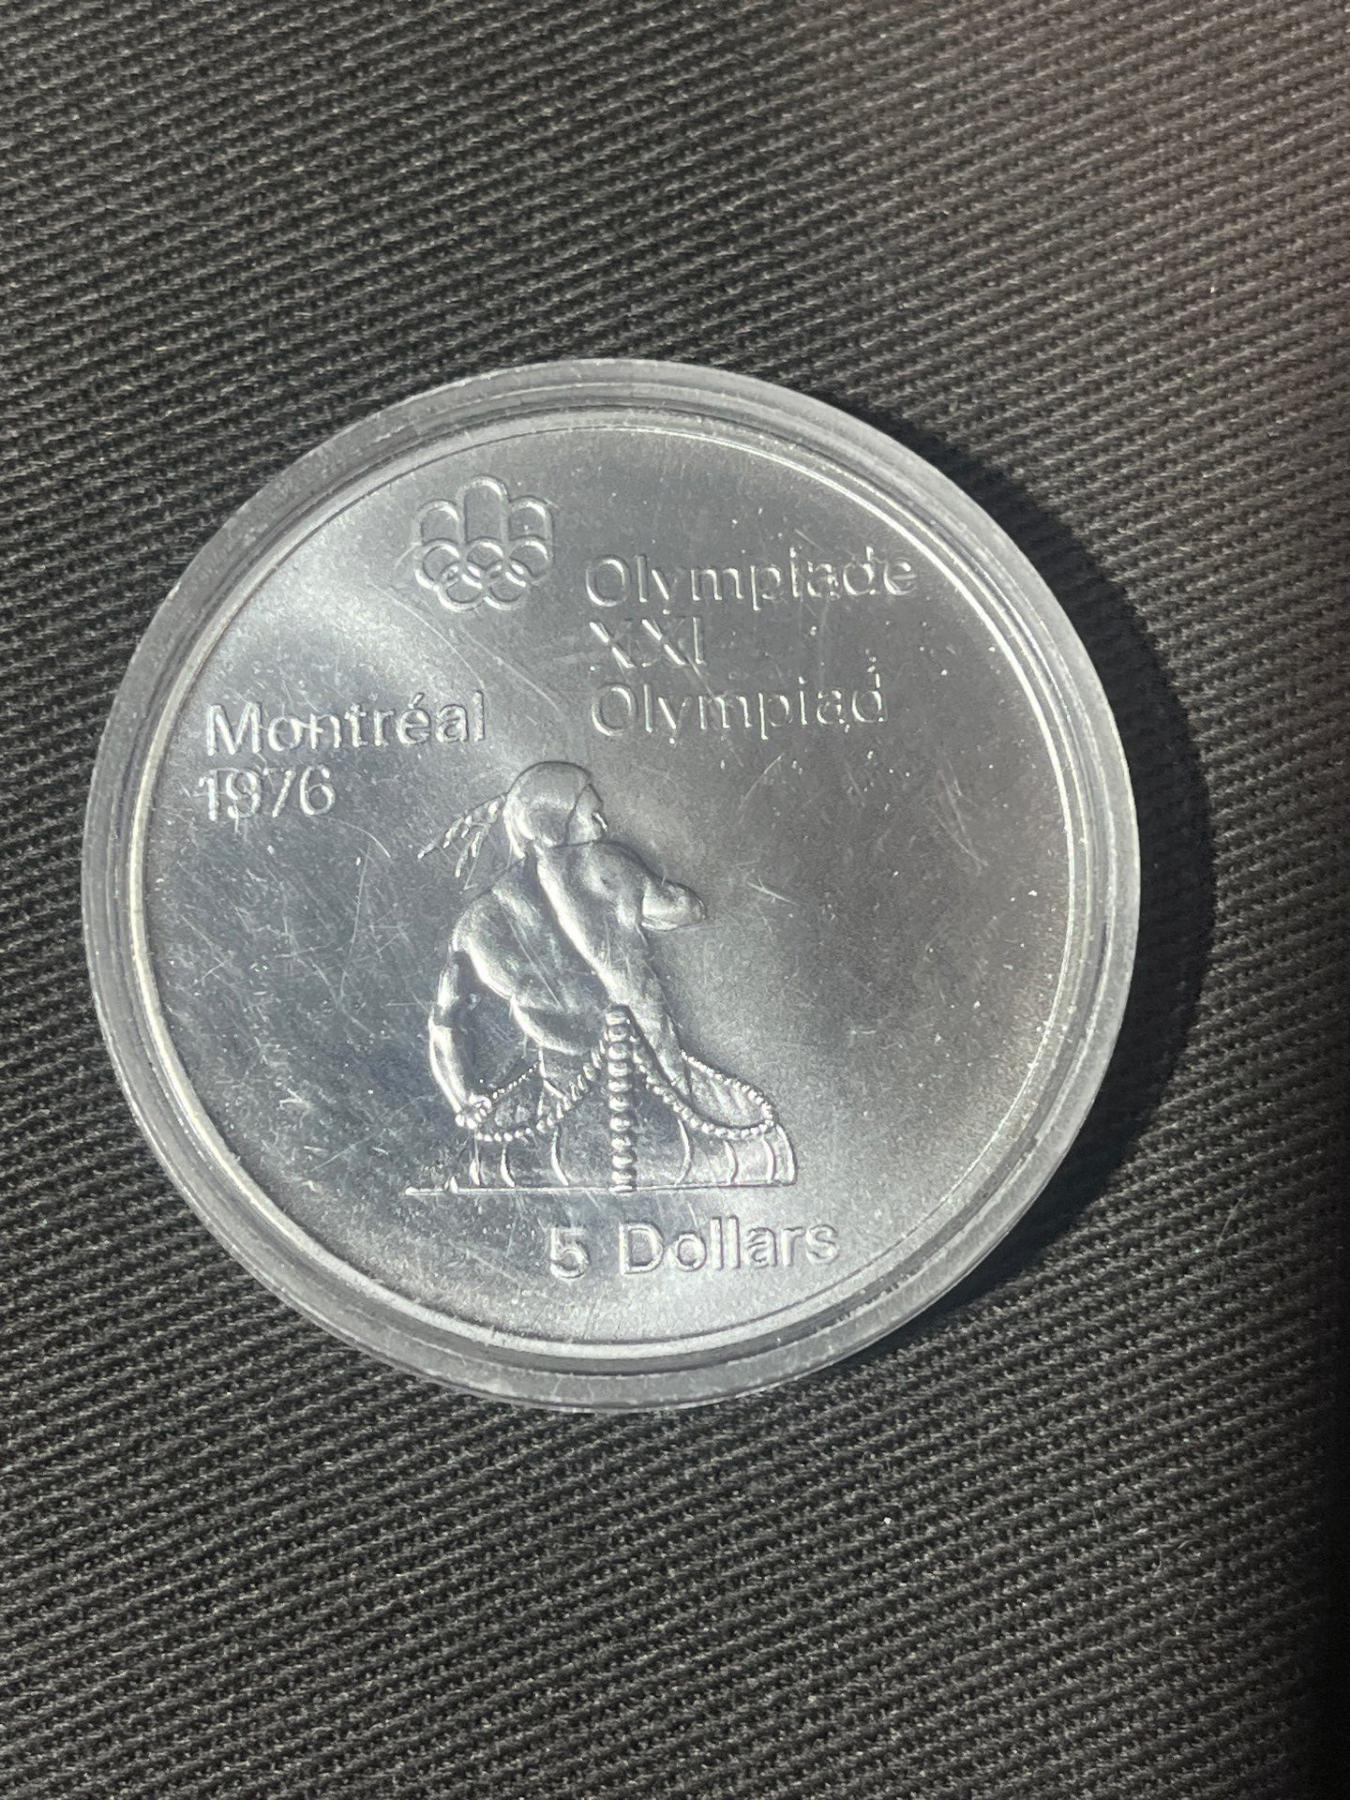 Olympiade
XXI
Olympiad
Montréal
1976
5 Dollars